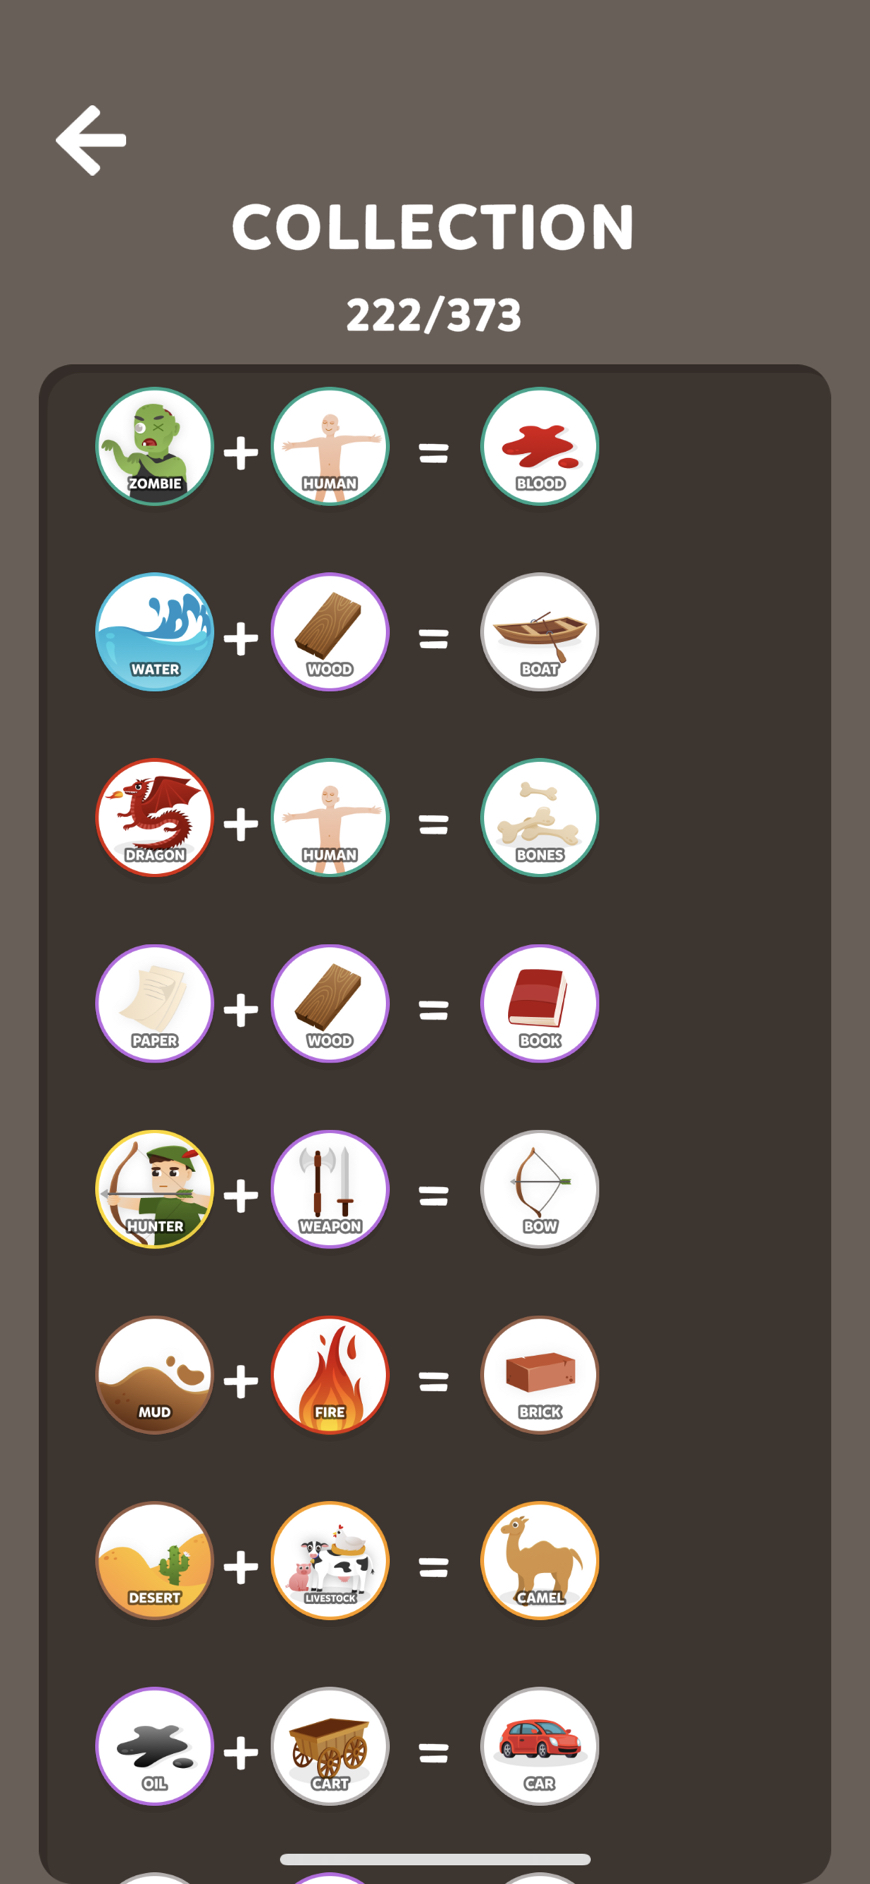 COLLECTION
222/373
ZOMBIE + HUMAN = BLOOD
WATER + WOOD = BOAT
DRAGON + HUMAN = BONES
PAPER + WOOD = BOOK
HUNTER + WEAPON = BOW
MUD + FIRE = BRICK
DESERT + LIVESTOCK = CAMEL
OIL + CART = CAR